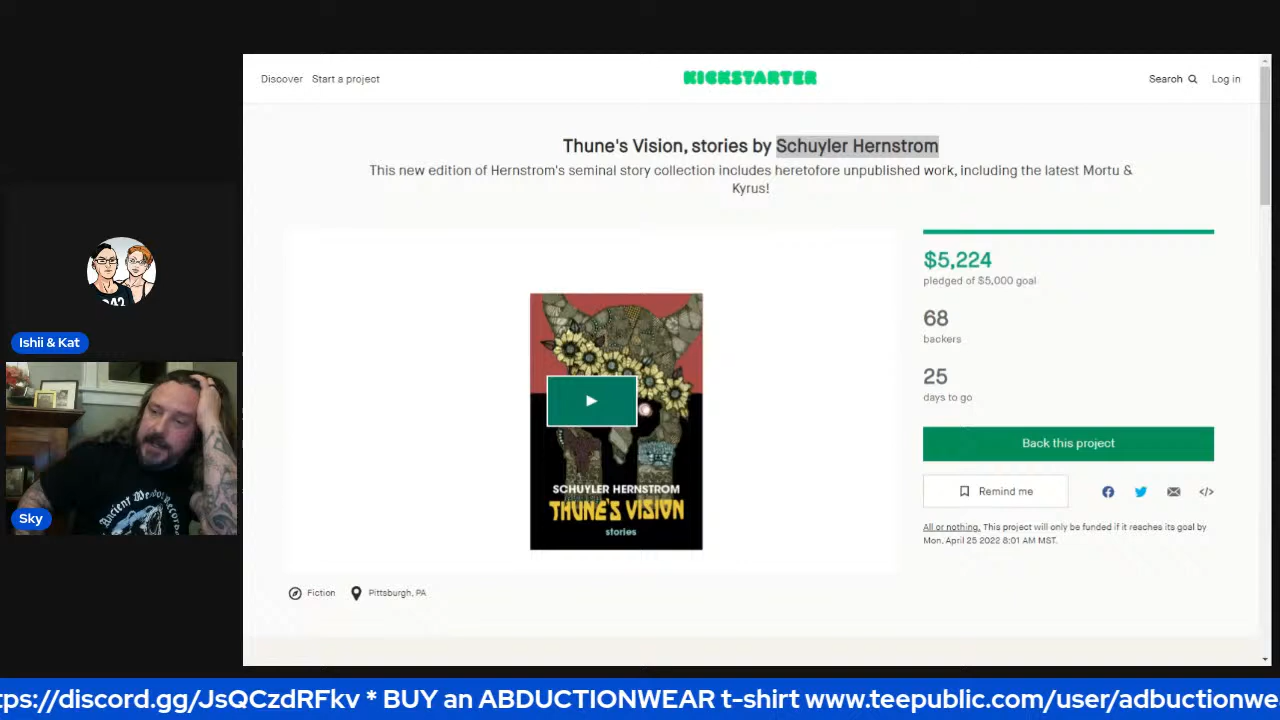 Discover Start a project
KICKSTARTER
Search
Log in
Thune's Vision, stories by Schuyler Hernstrom
This new edition of Hernstrom's seminal story collection includes heretofore unpublished work, including the latest Mortu &
Kyrus!
$5,224
pledged of $5,000 goal
68
backers
25
days to go
Back this project
Remind me
All or nothing. This project will only be funded if it reaches its goal by
Mon, April 25 2022 8:01 AM MST.
SCHUYLER HERNSTROM
THUNE'S VISION
stories
Fiction
Pittsburgh, PA
Ishii & Kat
Ancient Weapon
Sky
tps://discord.gg/JsQCzdRFkv * BUY an ABDUCTIONWEAR t-shirt www.teepublic.com/user/adbuctionwe